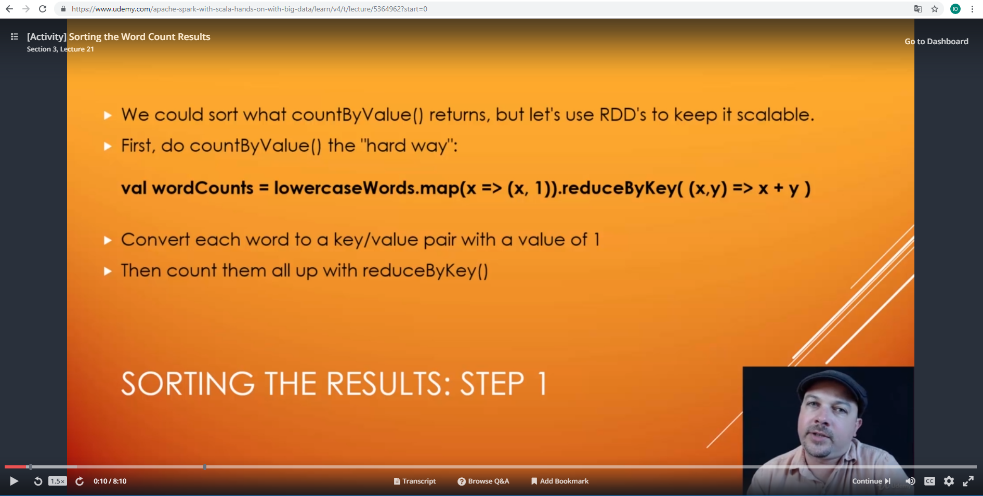 https://www.udemy.com/apache-spark-with-scala-hands-on-with-big-data/learn/v4/t/lecture/5364962?start=0
[Activity] Sorting the Word Count Results
Section 3, Lecture 21
Go to Dashboard
We could sort what countByValue() returns, but let's use RDD's to keep it scalable.
First, do countByValue() the "hard way":
val wordCounts = lowercaseWords.map(x => (x, 1)).reduceByKey( (x,y) => x + y )
Convert each word to a key/value pair with a value of 1
Then count them all up with reduceByKey()
SORTING THE RESULTS: STEP 1
1.5x 0:10 / 8:10 Transcript Browse Q&A Add Bookmark Continue CC